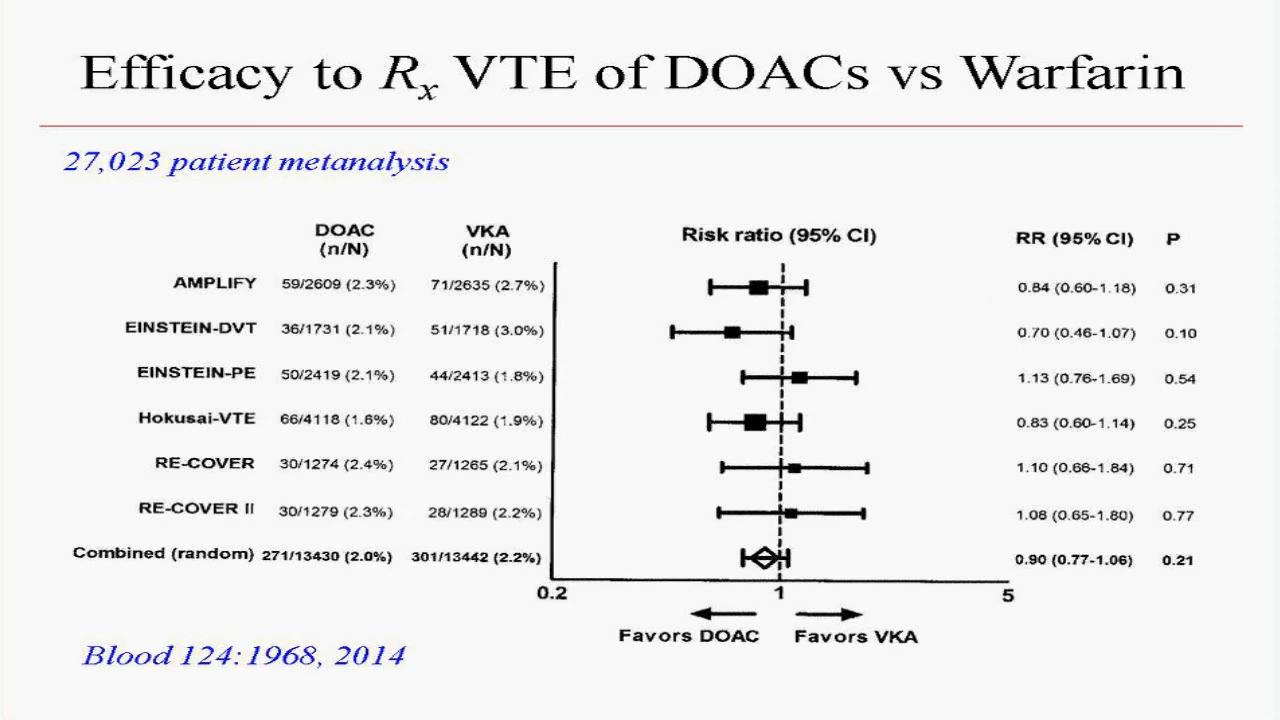 Efficacy to Rx VTE of DOACs vs Warfarin
27,023 patient metanalysis
DOAC (n/N) VKA (n/N) Risk ratio (95% CI) RR (95% CI) P
AMPLIFY 59/2609 (2.3%) 71/2635 (2.7%) 0.84 (0.60-1.18) 0.31
EINSTEIN-DVT 36/1731 (2.1%) 51/1718 (3.0%) 0.70 (0.46-1.07) 0.10
EINSTEIN-PE 50/2419 (2.1%) 44/2413 (1.8%) 1.13 (0.76-1.69) 0.54
Hokusai-VTE 66/4118 (1.6%) 80/4122 (1.9%) 0.83 (0.60-1.14) 0.25
RE-COVER 30/1274 (2.4%) 27/1265 (2.1%) 1.10 (0.66-1.84) 0.71
RE-COVER II 30/1279 (2.3%) 28/1289 (2.2%) 1.08 (0.65-1.80) 0.77
Combined (random) 271/13430 (2.0%) 301/13442 (2.2%) 0.90 (0.77-1.06) 0.21
0.2 1 5
Favors DOAC Favors VKA
Blood 124:1968, 2014